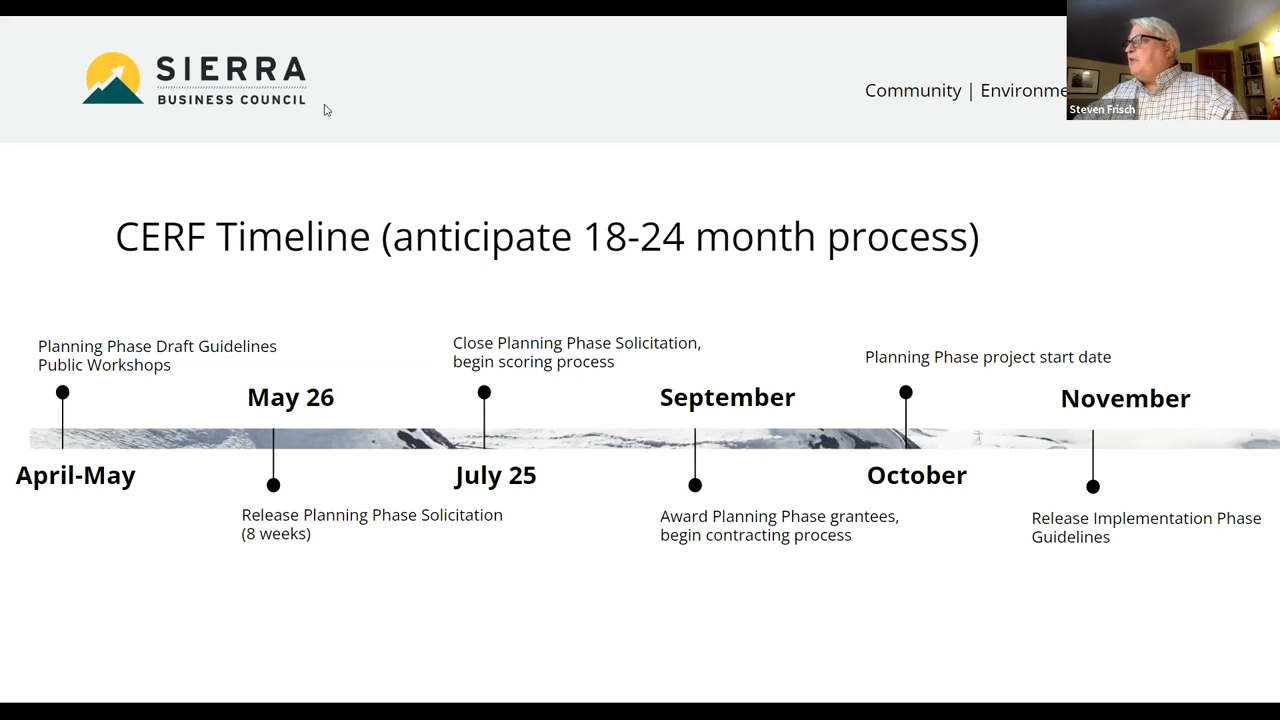 SIERRA
BUSINESS COUNCIL
Community | Environme
Steven Frisch
CERF Timeline (anticipate 18-24 month process)
Planning Phase Draft Guidelines
Public Workshops
Close Planning Phase Solicitation,
begin scoring process
Planning Phase project start date
May 26
September
November
April-May
July 25
October
Release Planning Phase Solicitation
(8 weeks)
Award Planning Phase grantees,
begin contracting process
Release Implementation Phase
Guidelines